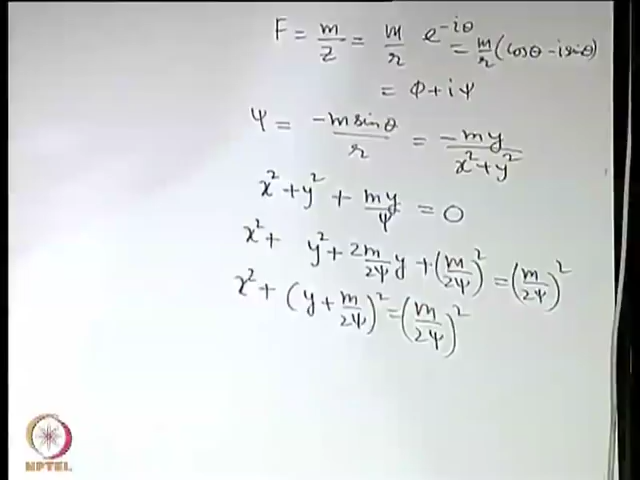 F = m/z = m/r e^{-iθ} = m/r (cosθ - i sinθ)
= φ + iψ
ψ = -m sinθ / r = -my / (x² + y²)
x² + y² + my/ψ = 0
x² + y² + 2 m/2ψ y + (m/2ψ)² = (m/2ψ)²
x² + (y + m/2ψ)² = (m/2ψ)²
NPTEL